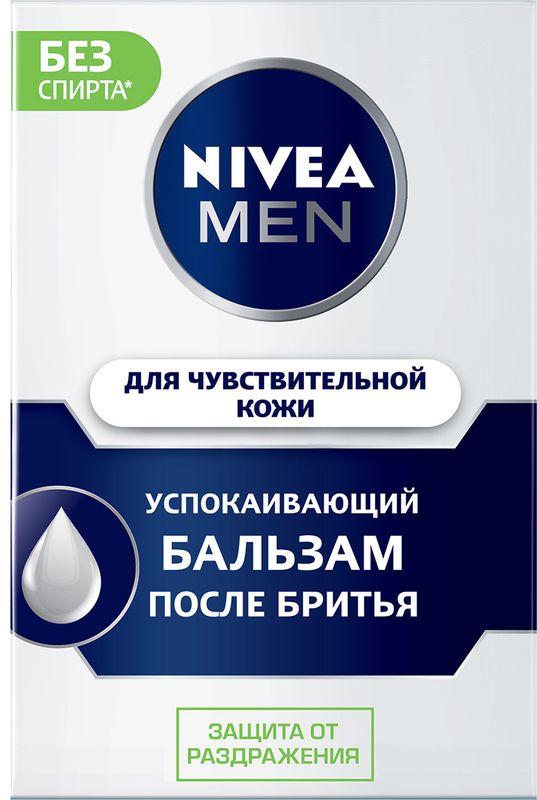 БЕЗ
СПИРТА*
NIVEA
MEN
ДЛЯ ЧУВСТВИТЕЛЬНОЙ
КОЖИ
УСПОКАИВАЮЩИЙ
БАЛЬЗАМ
ПОСЛЕ БРИТЬЯ
ЗАЩИТА ОТ
РАЗДРАЖЕНИЯ